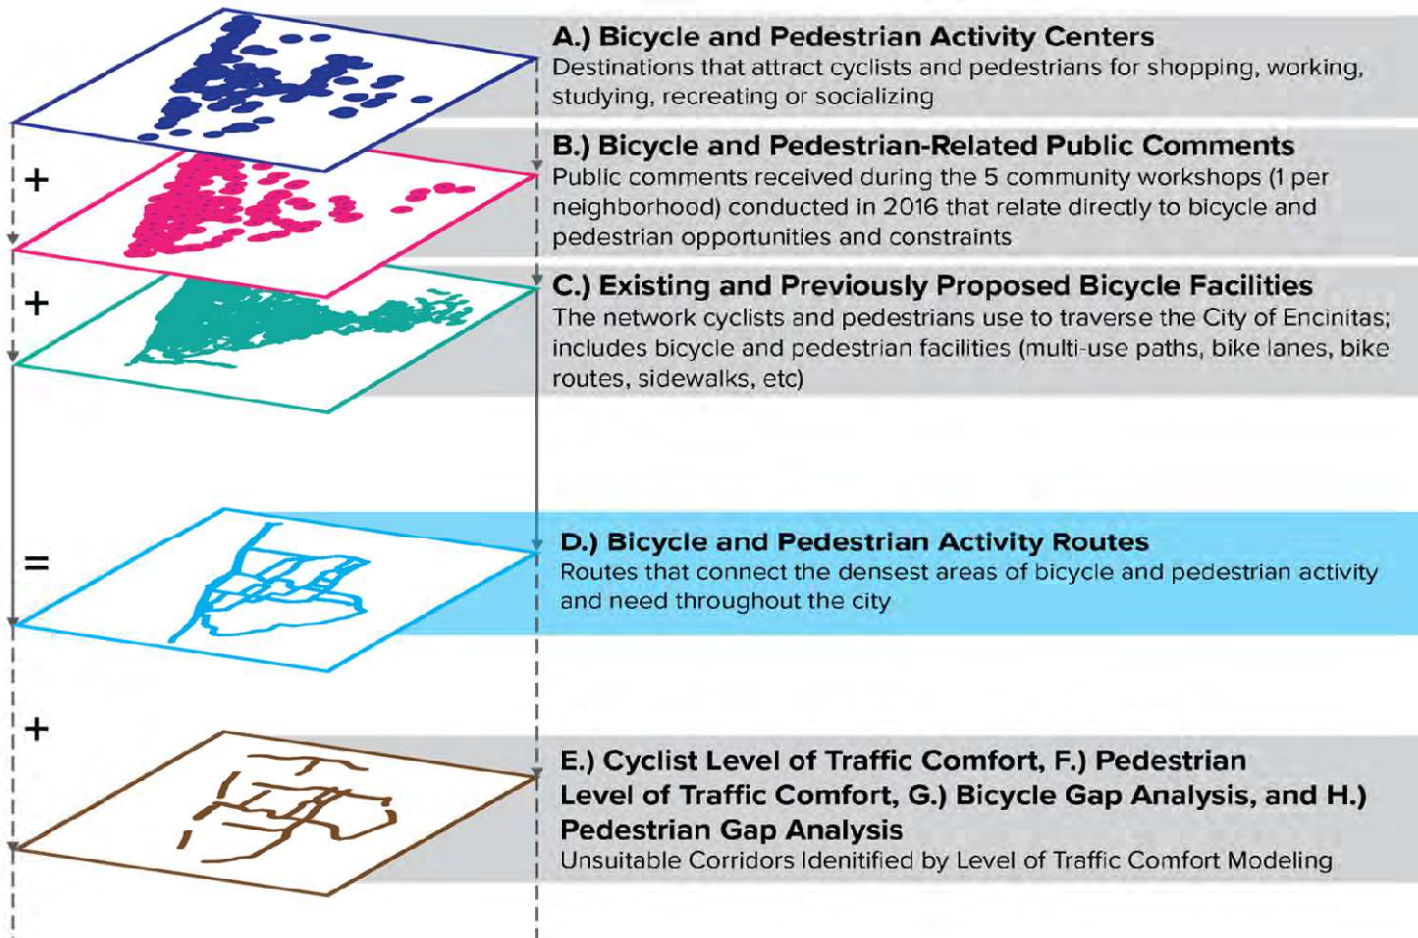 A.) Bicycle and Pedestrian Activity Centers
Destinations that attract cyclists and pedestrians for shopping, working,
studying, recreating or socializing
+
B.) Bicycle and Pedestrian-Related Public Comments
Public comments received during the 5 community workshops (1 per
neighborhood) conducted in 2016 that relate directly to bicycle and
pedestrian opportunities and constraints
+
C.) Existing and Previously Proposed Bicycle Facilities
The network cyclists and pedestrians use to traverse the City of Encinitas;
includes bicycle and pedestrian facilities (multi-use paths, bike lanes, bike
routes, sidewalks, etc)
=
D.) Bicycle and Pedestrian Activity Routes
Routes that connect the densest areas of bicycle and pedestrian activity
and need throughout the city
+
E.) Cyclist Level of Traffic Comfort, F.) Pedestrian
Level of Traffic Comfort, G.) Bicycle Gap Analysis, and H.)
Pedestrian Gap Analysis
Unsuitable Corridors Idenitified by Level of Traffic Comfort Modeling